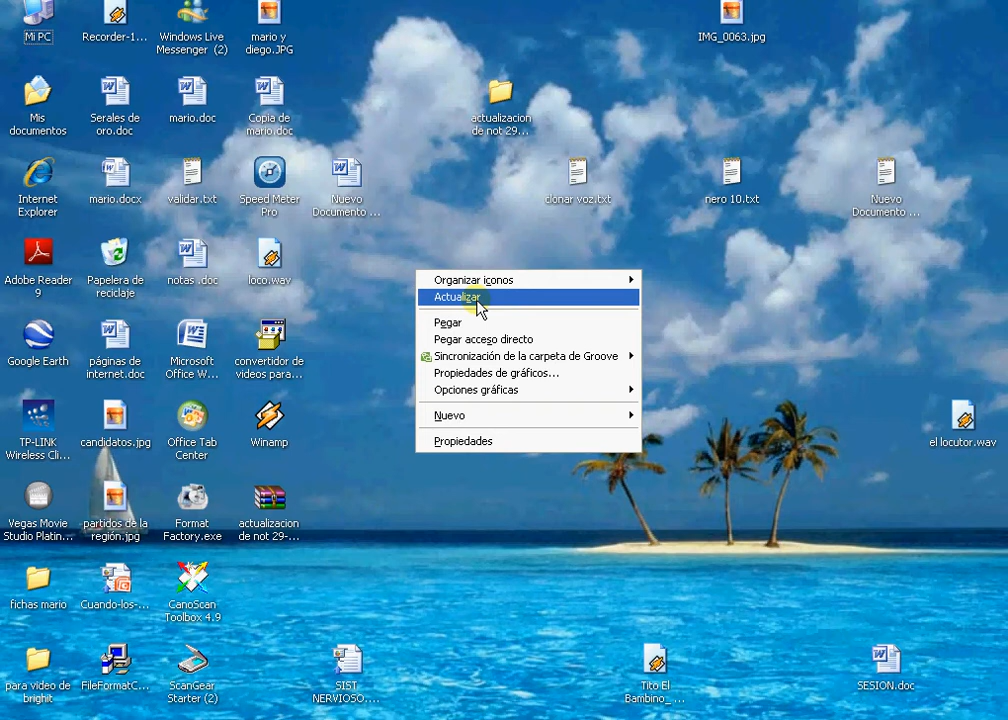 Mi PC
Recorder-1...
Windows Live
Messenger (2)
mario y
diego.JPG
IMG_0063.jpg
Mis
documentos
Serales de
oro.doc
mario.doc
Copia de
mario.doc
actualizacion
de not 29...
Internet
Explorer
mario.docx
validar.txt
Speed Meter
Pro
Nuevo
Documento ...
clonar voz.txt
nero 10.txt
Nuevo
Documento ...
Adobe Reader
9
Papelera de
reciclaje
notas .doc
loco.wav
Organizar iconos
Actualizar
Pegar
Pegar acceso directo
Sincronización de la carpeta de Groove
Propiedades de gráficos...
Opciones gráficas
Nuevo
Propiedades
Google Earth
páginas de
internet.doc
Microsoft
Office W...
convertidor de
videos para...
TP-LINK
Wireless Cli...
candidatos.jpg
Office Tab
Center
Winamp
el locutor.wav
Vegas Movie
Studio Platin...
partidos de la
región.jpg
Format
Factory.exe
actualizacion
de not 29-...
fichas mario
Cuando-los-...
CanoScan
Toolbox 4.9
para video de
brighit
FileFormatC...
ScanGear
Starter (2)
SIST
NERVIOSO....
Tito El
Bambino_ ...
SESION.doc